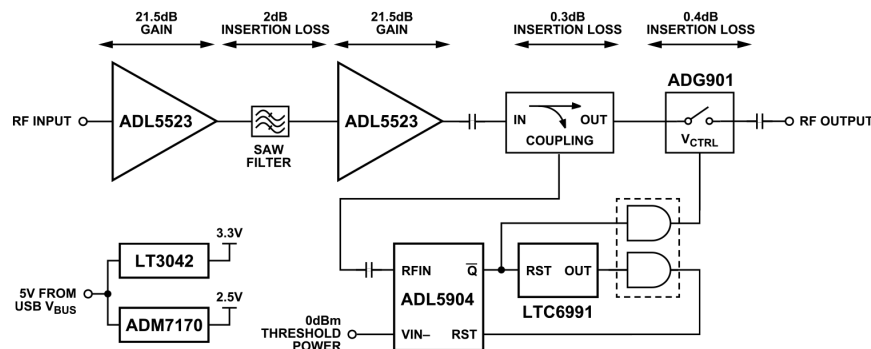 21.5dB
GAIN
2dB
INSERTION LOSS
21.5dB
GAIN
0.3dB
INSERTION LOSS
0.4dB
INSERTION LOSS
ADG901
RF INPUT
ADL5523
SAW
FILTER
ADL5523
IN
OUT
COUPLING
VCTRL
RF OUTPUT
3.3V
LT3042
5V FROM
USB VBUS
2.5V
ADM7170
RFIN
Q
ADL5904
VIN–
RST
0dBm
THRESHOLD
POWER
RST
OUT
LTC6991